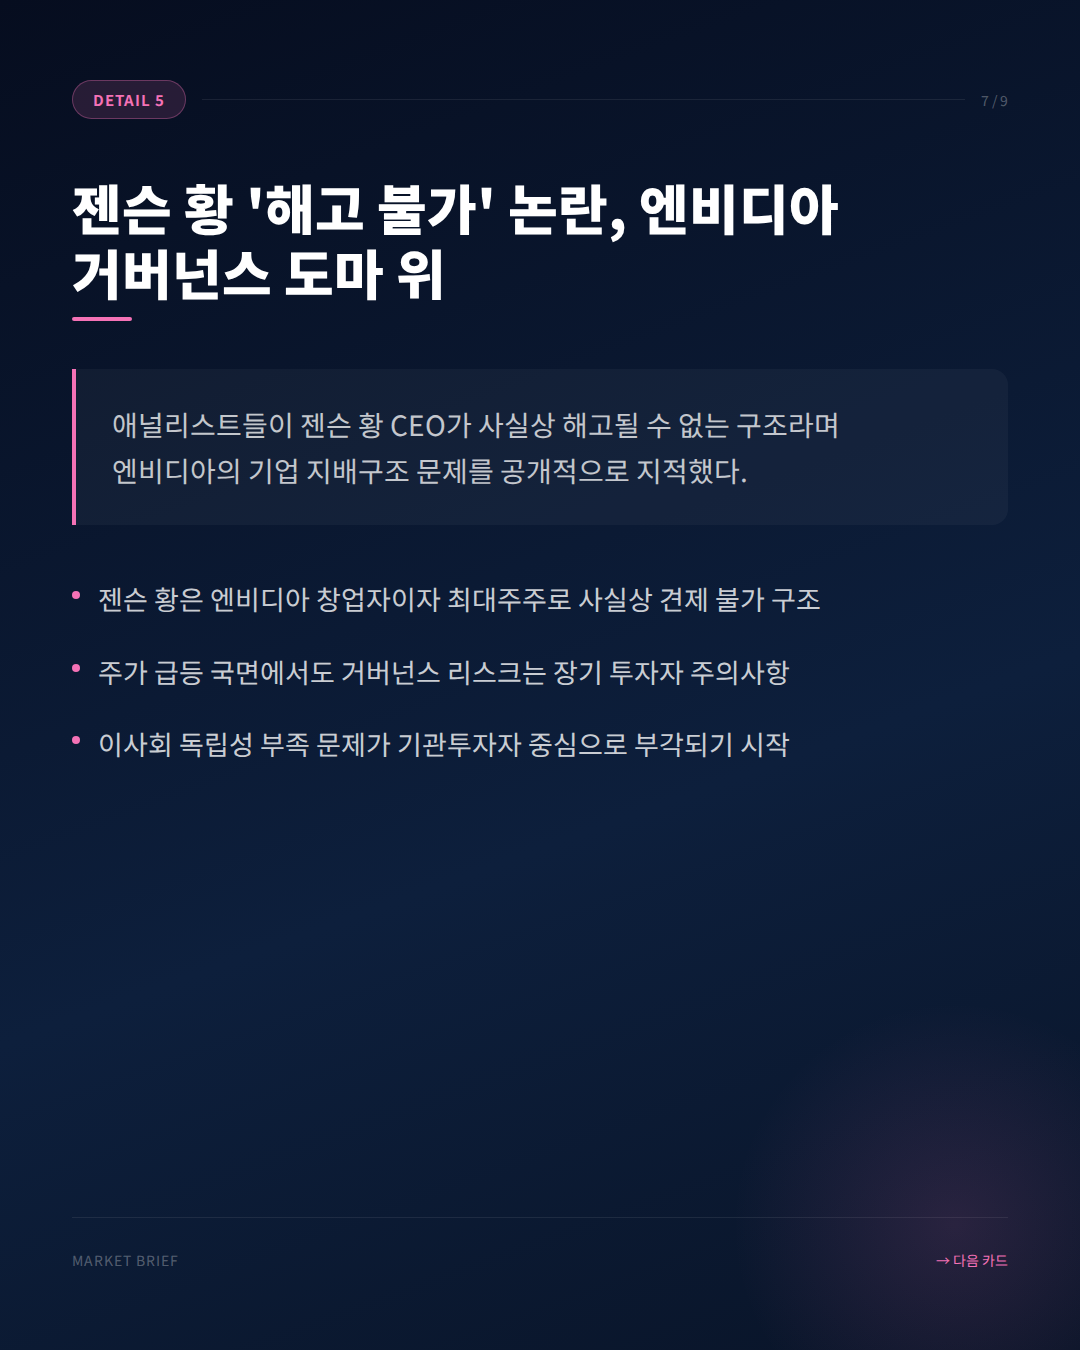 DETAIL 5
7 / 9
젠슨 황 '해고 불가' 논란, 엔비디아
거버넌스 도마 위
애널리스트들이 젠슨 황 CEO가 사실상 해고될 수 없는 구조라며
엔비디아의 기업 지배구조 문제를 공개적으로 지적했다.
• 젠슨 황은 엔비디아 창업자이자 최대주주로 사실상 견제 불가 구조
• 주가 급등 국면에서도 거버넌스 리스크는 장기 투자자 주의사항
• 이사회 독립성 부족 문제가 기관투자자 중심으로 부각되기 시작
MARKET BRIEF
→ 다음 카드